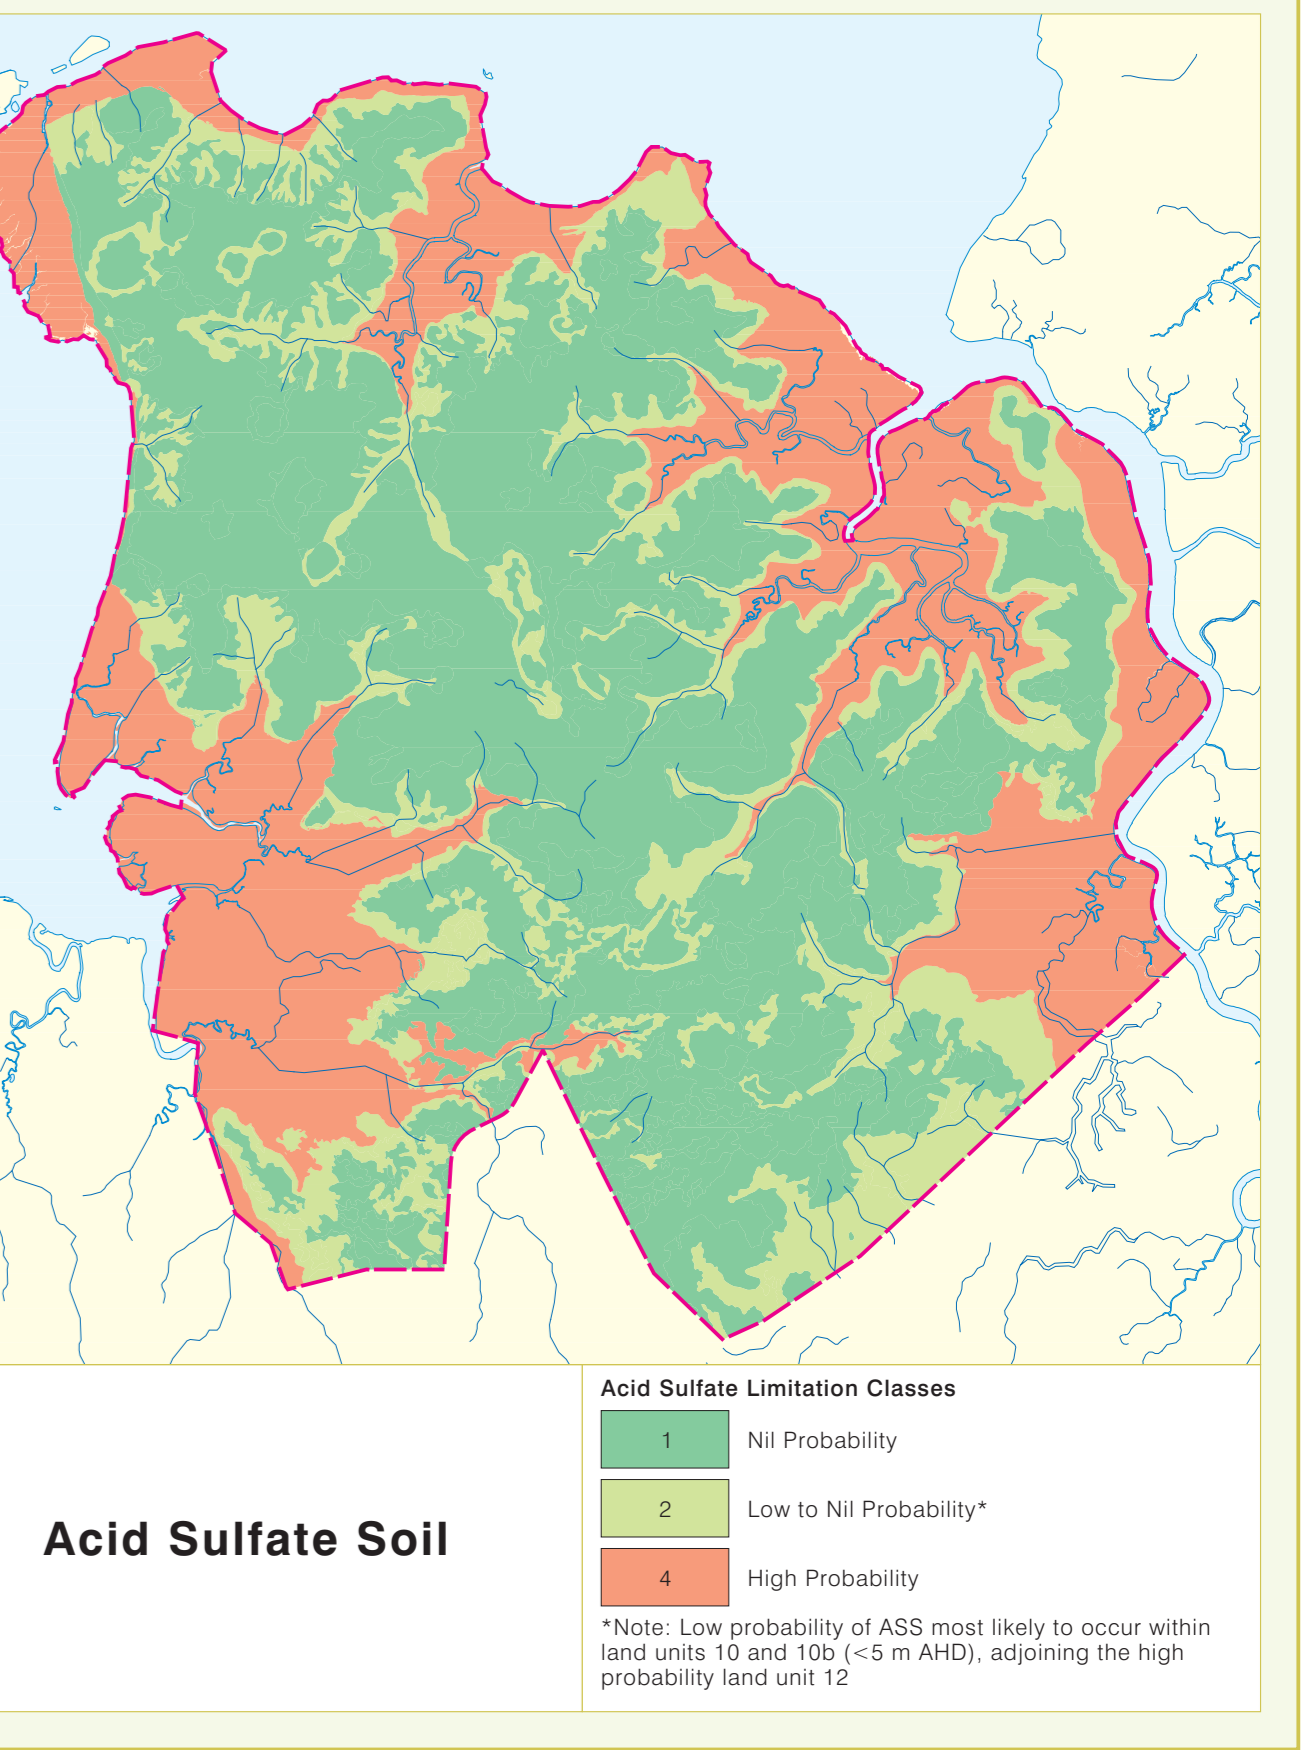 Acid Sulfate Soil
Acid Sulfate Limitation Classes
1 Nil Probability
2 Low to Nil Probability*
4 High Probability
*Note: Low probability of ASS most likely to occur within
land units 10 and 10b (<5 m AHD), adjoining the high
probability land unit 12